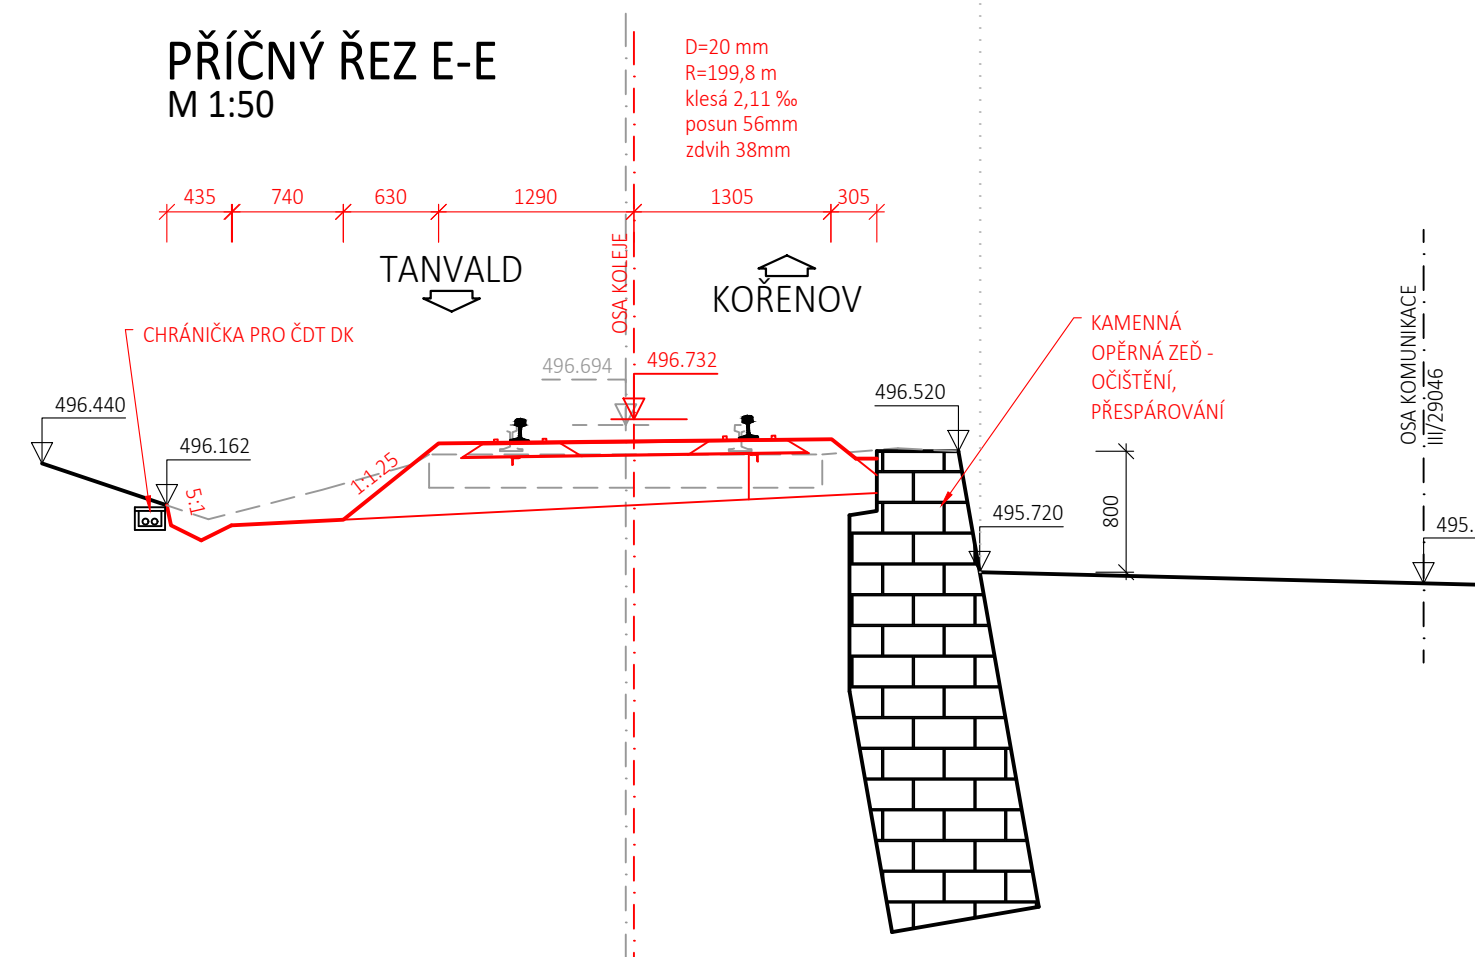 PŘÍČNÝ ŘEZ E-E
M 1:50
D=20 mm
R=199,8 m
klesá 2,11 ‰
posun 56mm
zdvih 38mm
435
740
630
1290
1305
305
TANVALD
KOŘENOV
OSA KOLEJE
CHRÁNIČKA PRO ČDT DK
KAMENNÁ
OPĚRNÁ ZEĎ -
OČIŠTĚNÍ,
PŘESPÁROVÁNÍ
OSA KOMUNIKACE
III/29046
496.694
496.732
496.440
496.520
496.162
5:1
1:1.25
495.720
800
495.